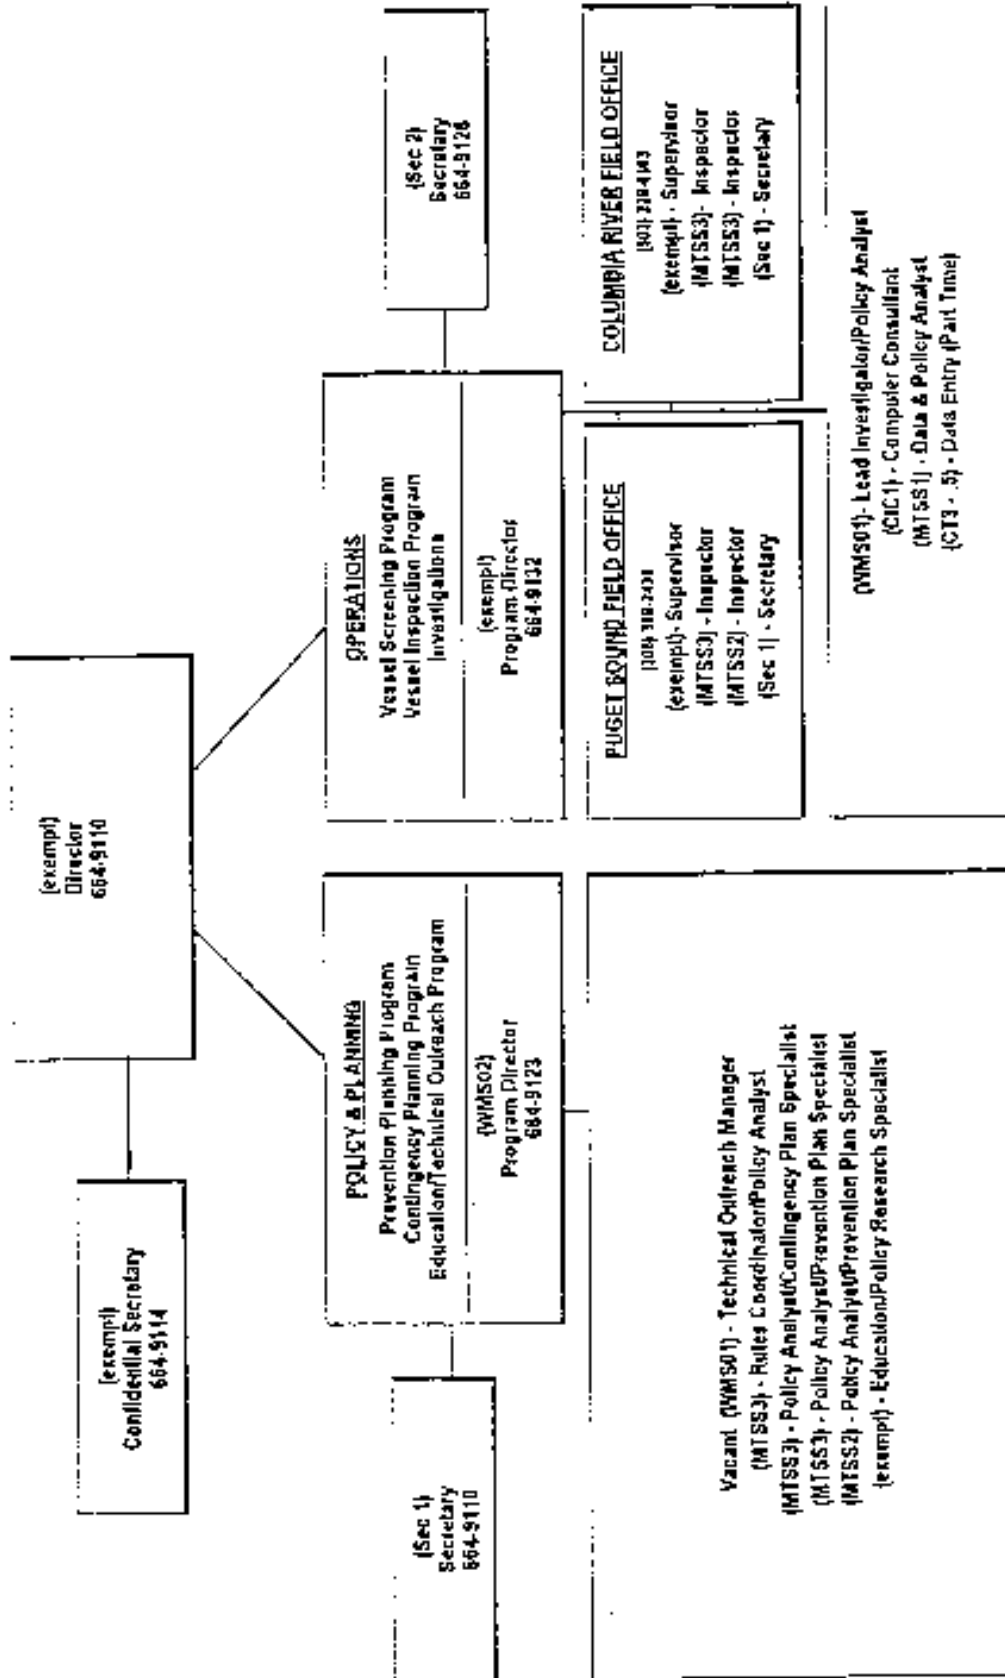 (exempt)
Director
664-9110
(exempt)
Confidential Secretary
664-9114
POLICY & PLANNING
Prevention Planning Program
Contingency Planning Program
Education/Technical Outreach Program
(WMS02)
Program Director
664-9123
OPERATIONS
Vessel Screening Program
Vessel Inspection Program
Investigations
(exempt)
Program Director
664-9132
(Sec 1)
Secretary
664-9110
(Sec 2)
Secretary
664-9126
Vacant (WMS01) - Technical Outreach Manager
(MTSS3) - Rules Coordinator/Policy Analyst
(MTSS3) - Policy Analyst/Contingency Plan Specialist
(MTSS3) - Policy Analyst/Prevention Plan Specialist
(MTSS2) - Policy Analyst/Prevention Plan Specialist
(exempt) - Education/Policy Research Specialist
PUGET SOUND FIELD OFFICE
(exempt) - Supervisor
(MTSS3) - Inspector
(MTSS2) - Inspector
(Sec 1) - Secretary
COLUMBIA RIVER FIELD OFFICE
(exempt) - Supervisor
(MTSS3) - Inspector
(MTSS3) - Inspector
(Sec 1) - Secretary
(WMS01) - Lead Investigator/Policy Analyst
(CIC1) - Computer Consultant
(MTSS1) - Data & Policy Analyst
(CT3 - .5) - Data Entry (Part Time)